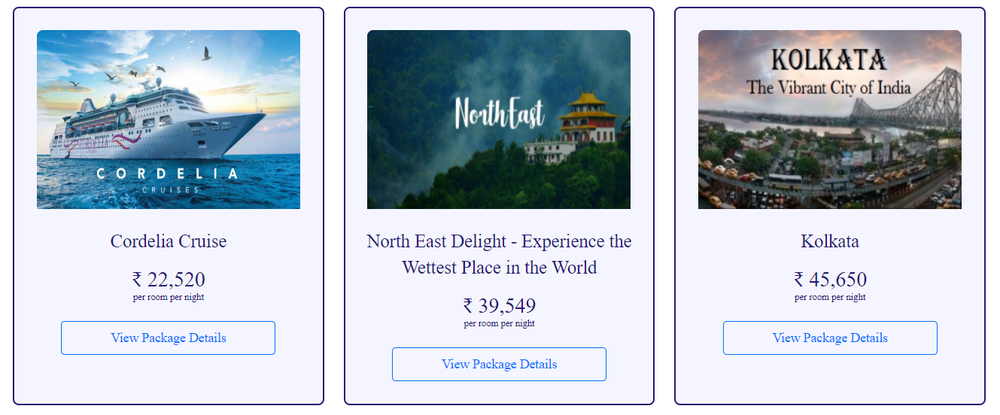 CORDELIA
CRUISES
Cordelia Cruise
₹ 22,520
per room per night
View Package Details
NorthEast
North East Delight - Experience the
Wettest Place in the World
₹ 39,549
per room per night
View Package Details
KOLKATA
The Vibrant City of India
Kolkata
₹ 45,650
per room per night
View Package Details